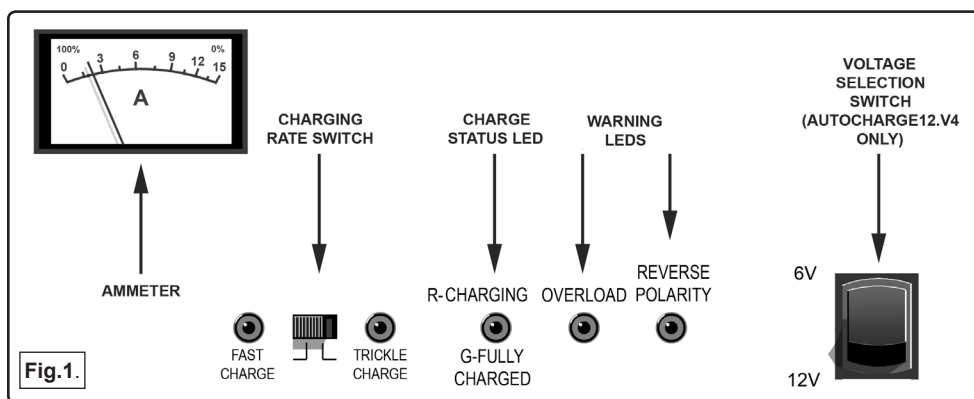 100%
0%
0 3 6 9 12 15
A
AMMETER
CHARGING
RATE SWITCH
FAST
CHARGE
TRICKLE
CHARGE
CHARGE
STATUS LED
R-CHARGING
G-FULLY
CHARGED
WARNING
LEDS
OVERLOAD
REVERSE
POLARITY
VOLTAGE
SELECTION
SWITCH
(AUTOCHARGE12.V4
ONLY)
6V
12V
Fig.1.